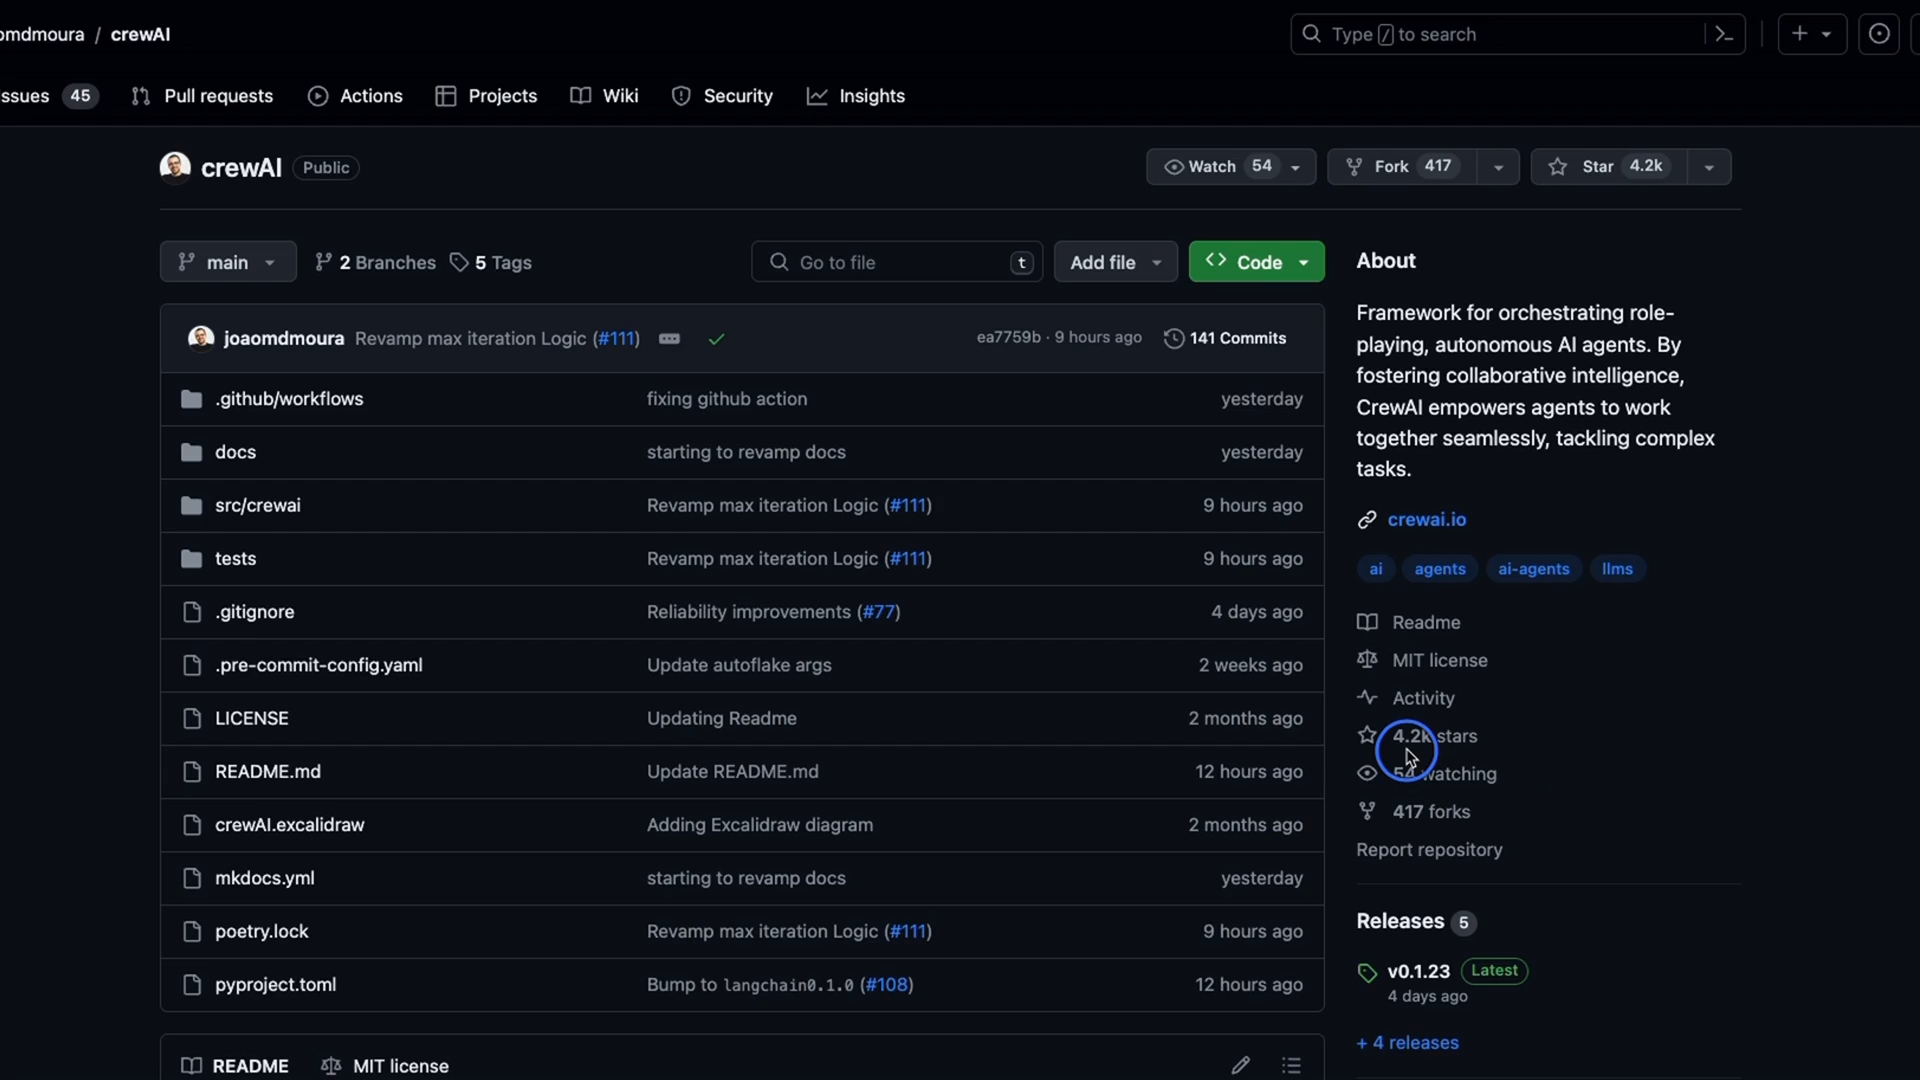 omdmoura / crewAI
Type / to search
ssues 45 Pull requests Actions Projects Wiki Security Insights
crewAI Public
Watch 54 Fork 417 Star 4.2k
main 2 Branches 5 Tags Go to file t Add file Code
joaomdmoura Revamp max iteration Logic (#111) ea7759b · 9 hours ago 141 Commits
.github/workflows fixing github action yesterday
docs starting to revamp docs yesterday
src/crewai Revamp max iteration Logic (#111) 9 hours ago
tests Revamp max iteration Logic (#111) 9 hours ago
.gitignore Reliability improvements (#77) 4 days ago
.pre-commit-config.yaml Update autoflake args 2 weeks ago
LICENSE Updating Readme 2 months ago
README.md Update README.md 12 hours ago
crewAI.excalidraw Adding Excalidraw diagram 2 months ago
mkdocs.yml starting to revamp docs yesterday
poetry.lock Revamp max iteration Logic (#111) 9 hours ago
pyproject.toml Bump to langchain0.1.0 (#108) 12 hours ago
README MIT license
About
Framework for orchestrating role-
playing, autonomous AI agents. By
fostering collaborative intelligence,
CrewAI empowers agents to work
together seamlessly, tackling complex
tasks.
crewai.io
ai agents ai-agents llms
Readme
MIT license
Activity
4.2k stars
54 watching
417 forks
Report repository
Releases 5
v0.1.23 Latest
4 days ago
+ 4 releases